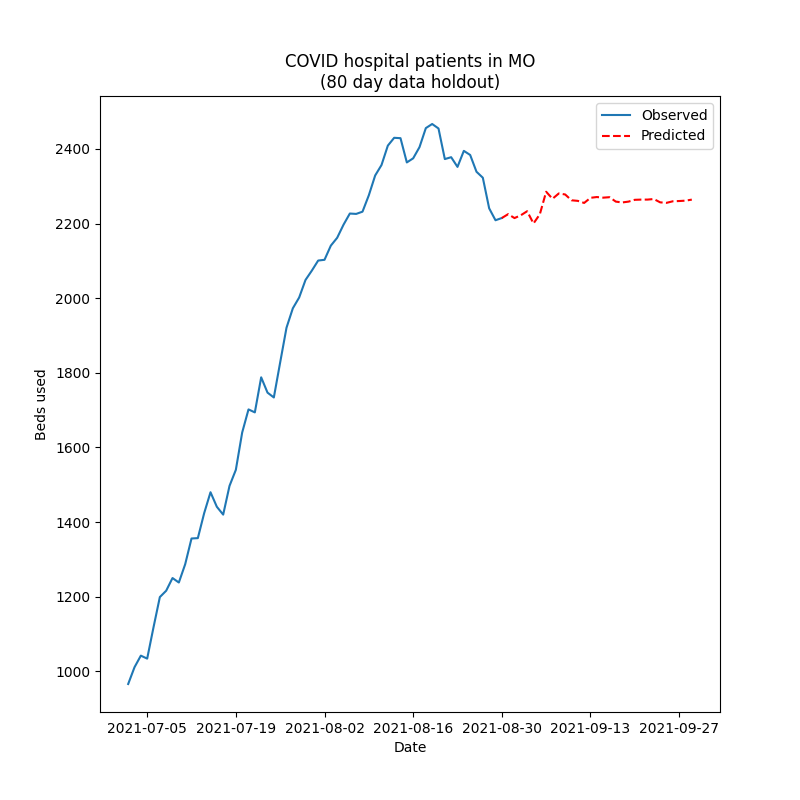 COVID hospital patients in MO
(80 day data holdout)
Observed
Predicted
2400
2200
2000
1800
1600
1400
1200
1000
Beds used
2021-07-05 2021-07-19 2021-08-02 2021-08-16 2021-08-30 2021-09-13 2021-09-27
Date